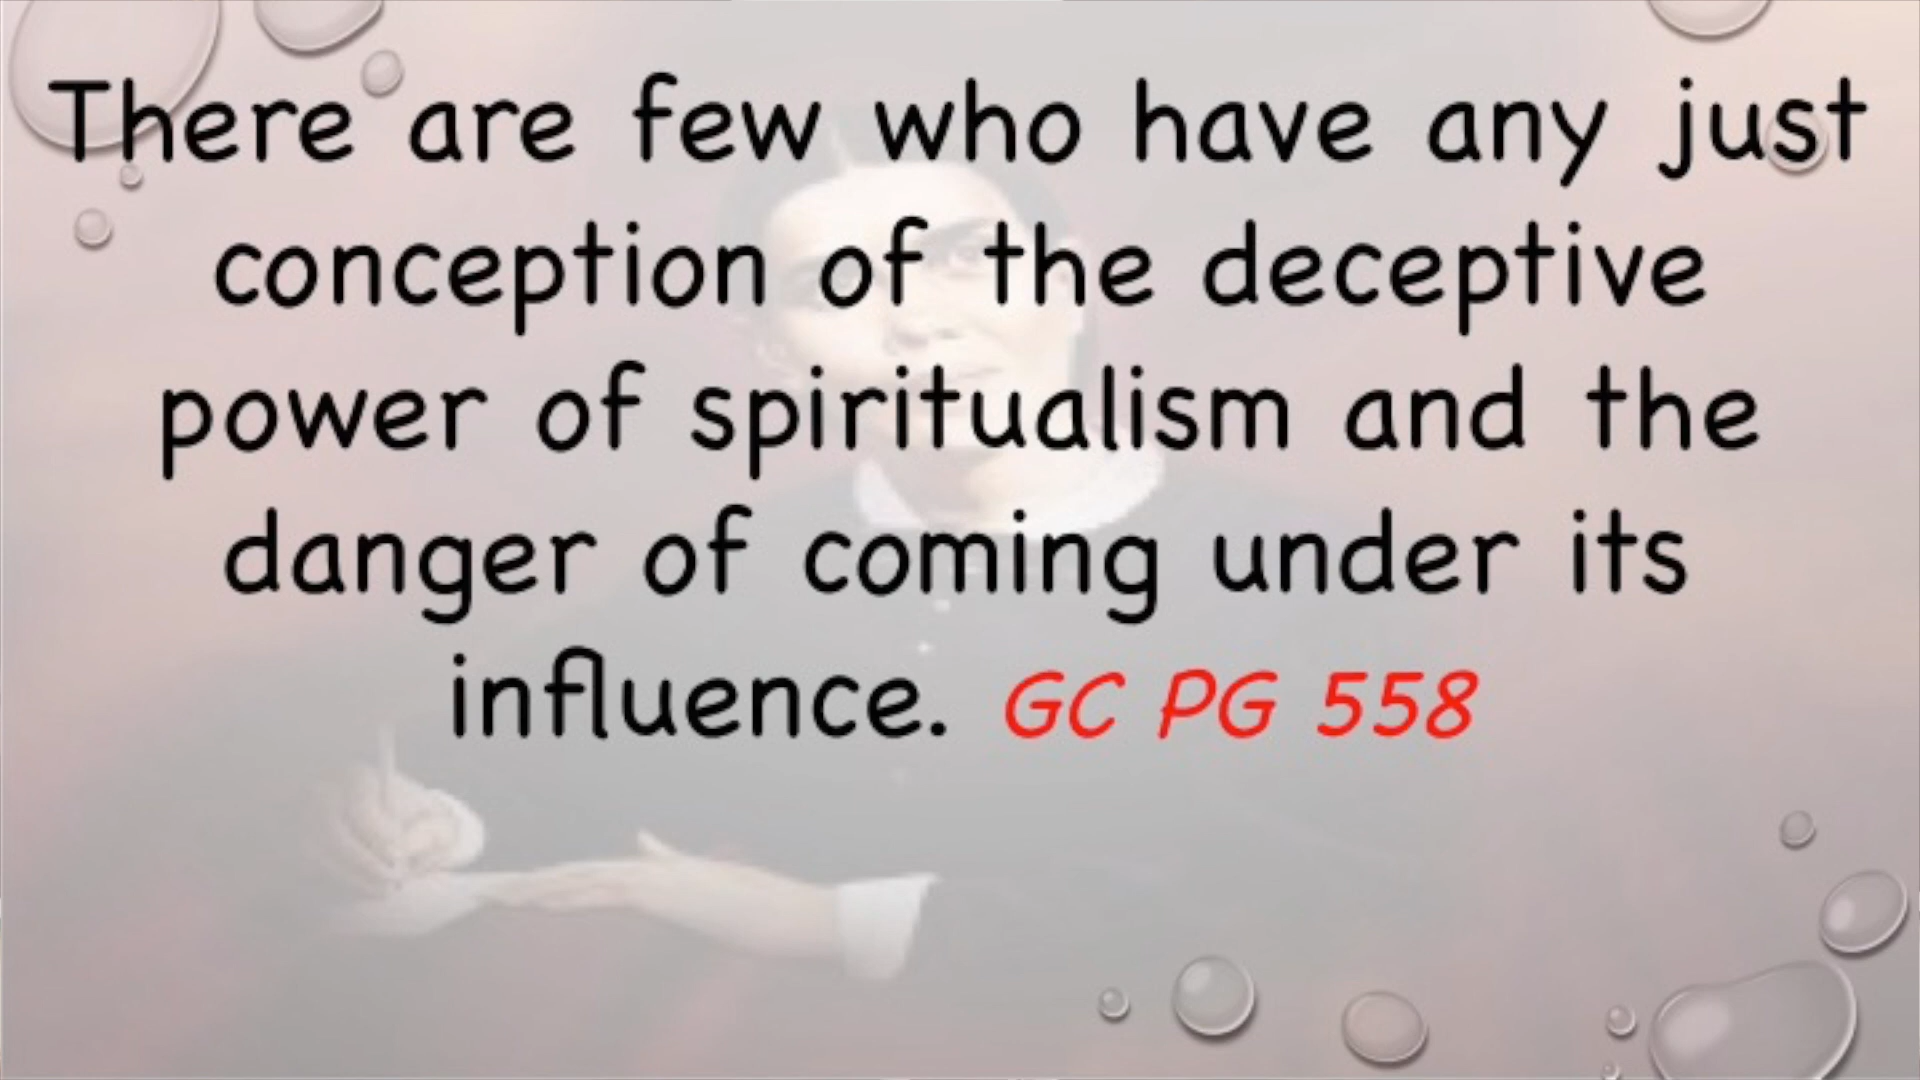 There are few who have any just
conception of the deceptive
power of spiritualism and the
danger of coming under its
influence. GC PG 558